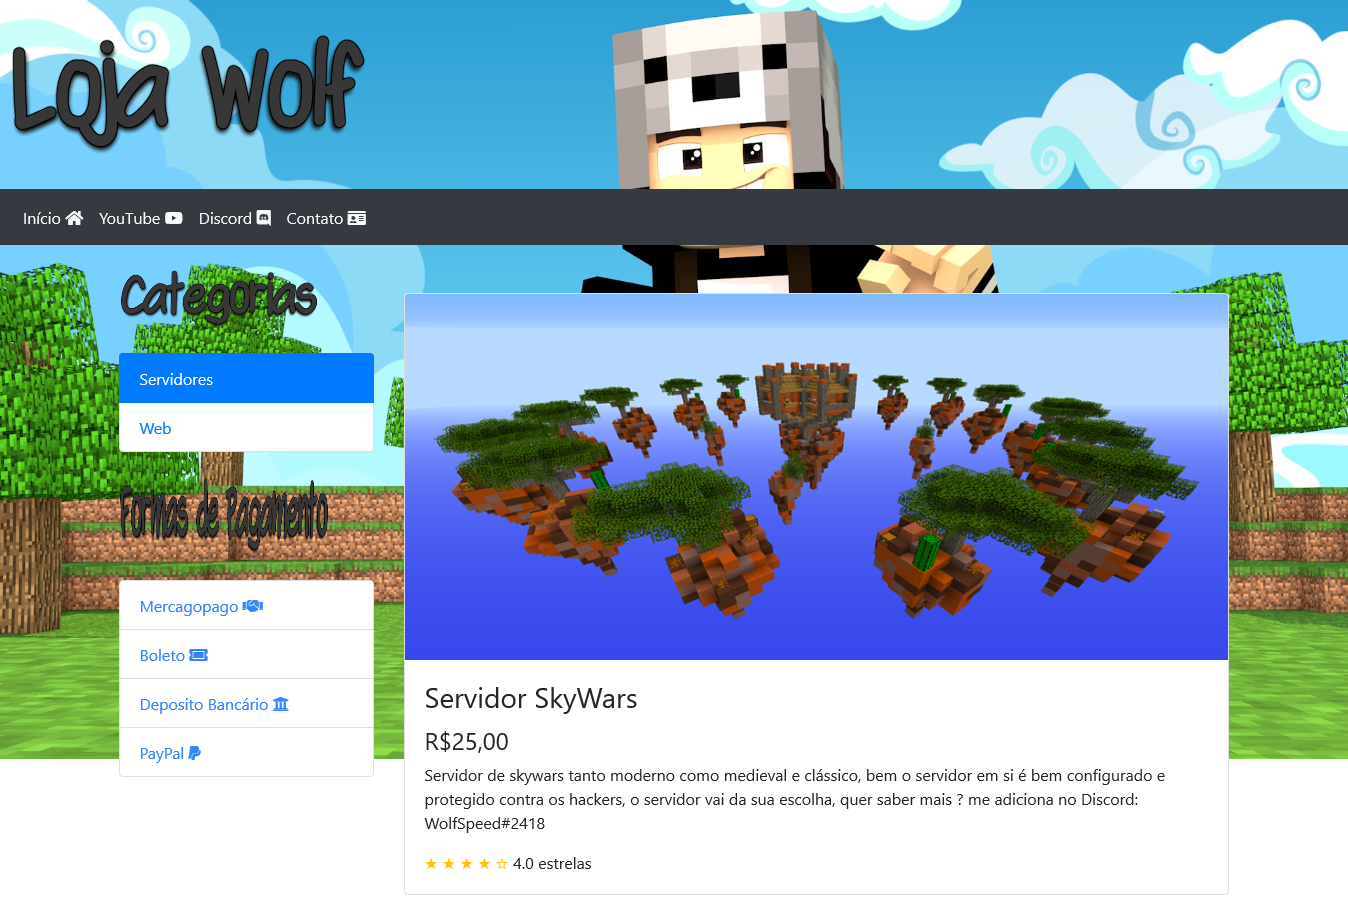 Loja Wolf
Início YouTube Discord Contato
Categorias
Servidores
Web
Formas de Pagamento
Mercagopago
Boleto
Deposito Bancário
PayPal
Servidor SkyWars
R$25,00
Servidor de skywars tanto moderno como medieval e clássico, bem o servidor em si é bem configurado e
protegido contra os hackers, o servidor vai da sua escolha, quer saber mais ? me adiciona no Discord:
WolfSpeed#2418
★ ★ ★ ★ ☆ 4.0 estrelas